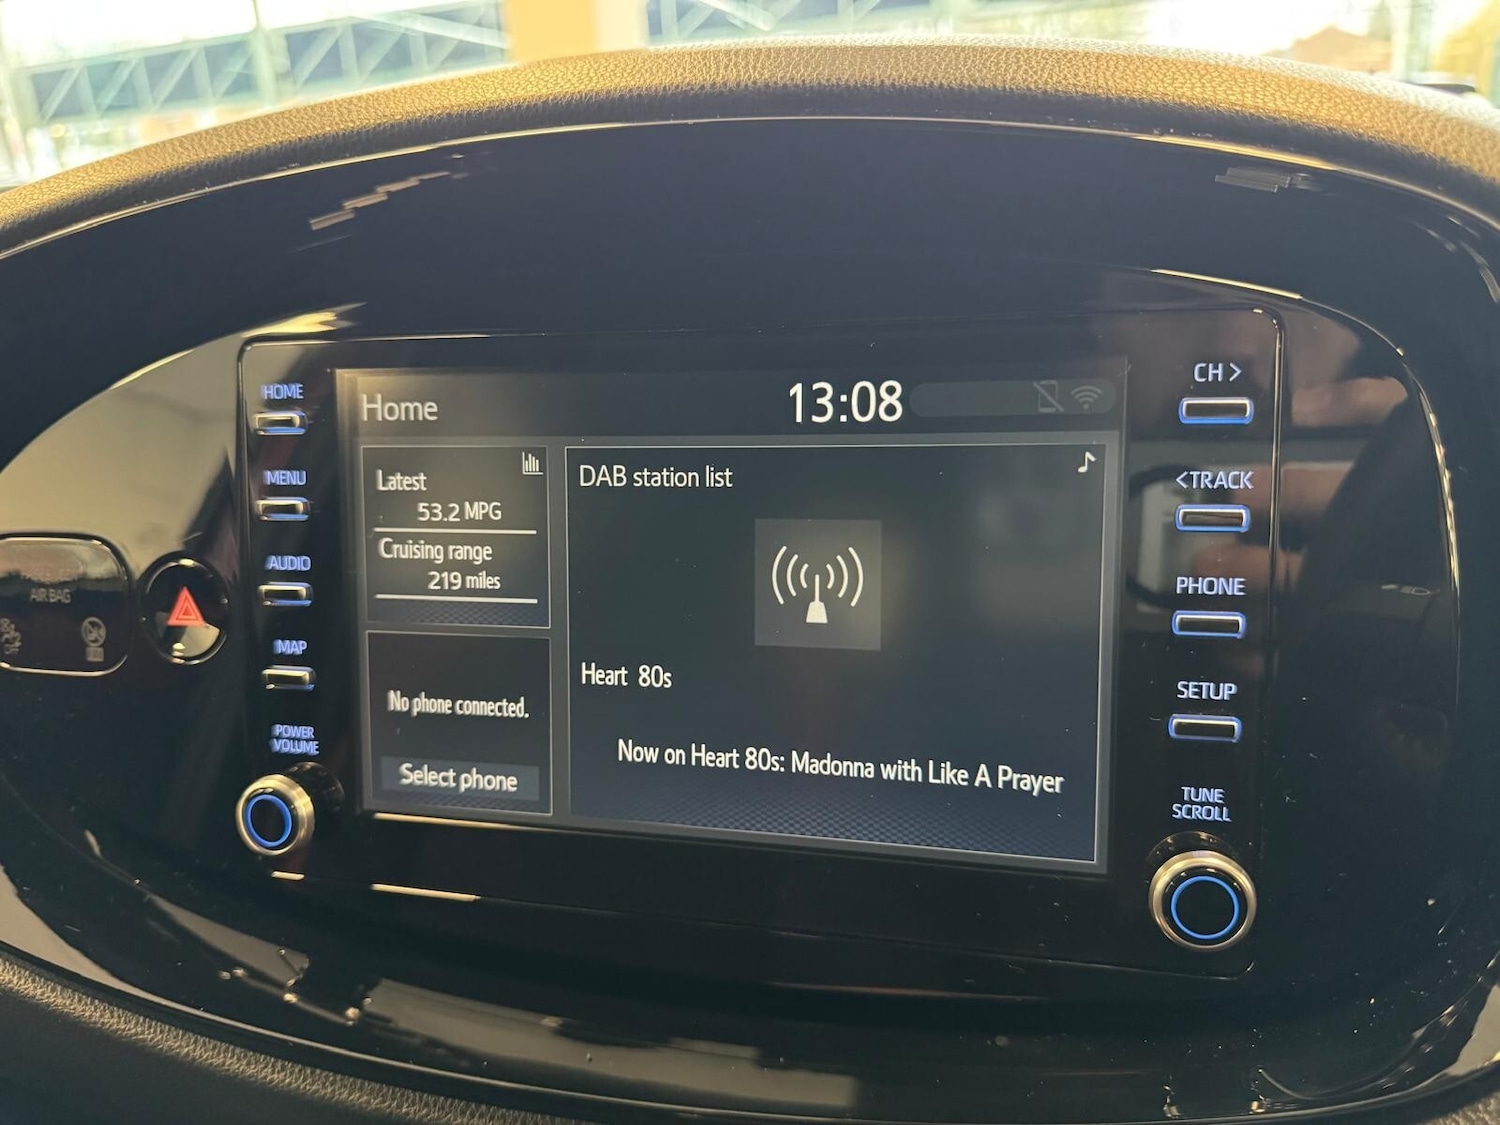 HOME
MENU
AUDIO
MAP
POWER
VOLUME
AIR BAG
Home
13:08
Latest
53.2 MPG
Cruising range
219 miles
No phone connected.
Select phone
DAB station list
Heart 80s
Now on Heart 80s: Madonna with Like A Prayer
CH >
<TRACK
PHONE
SETUP
TUNE
SCROLL